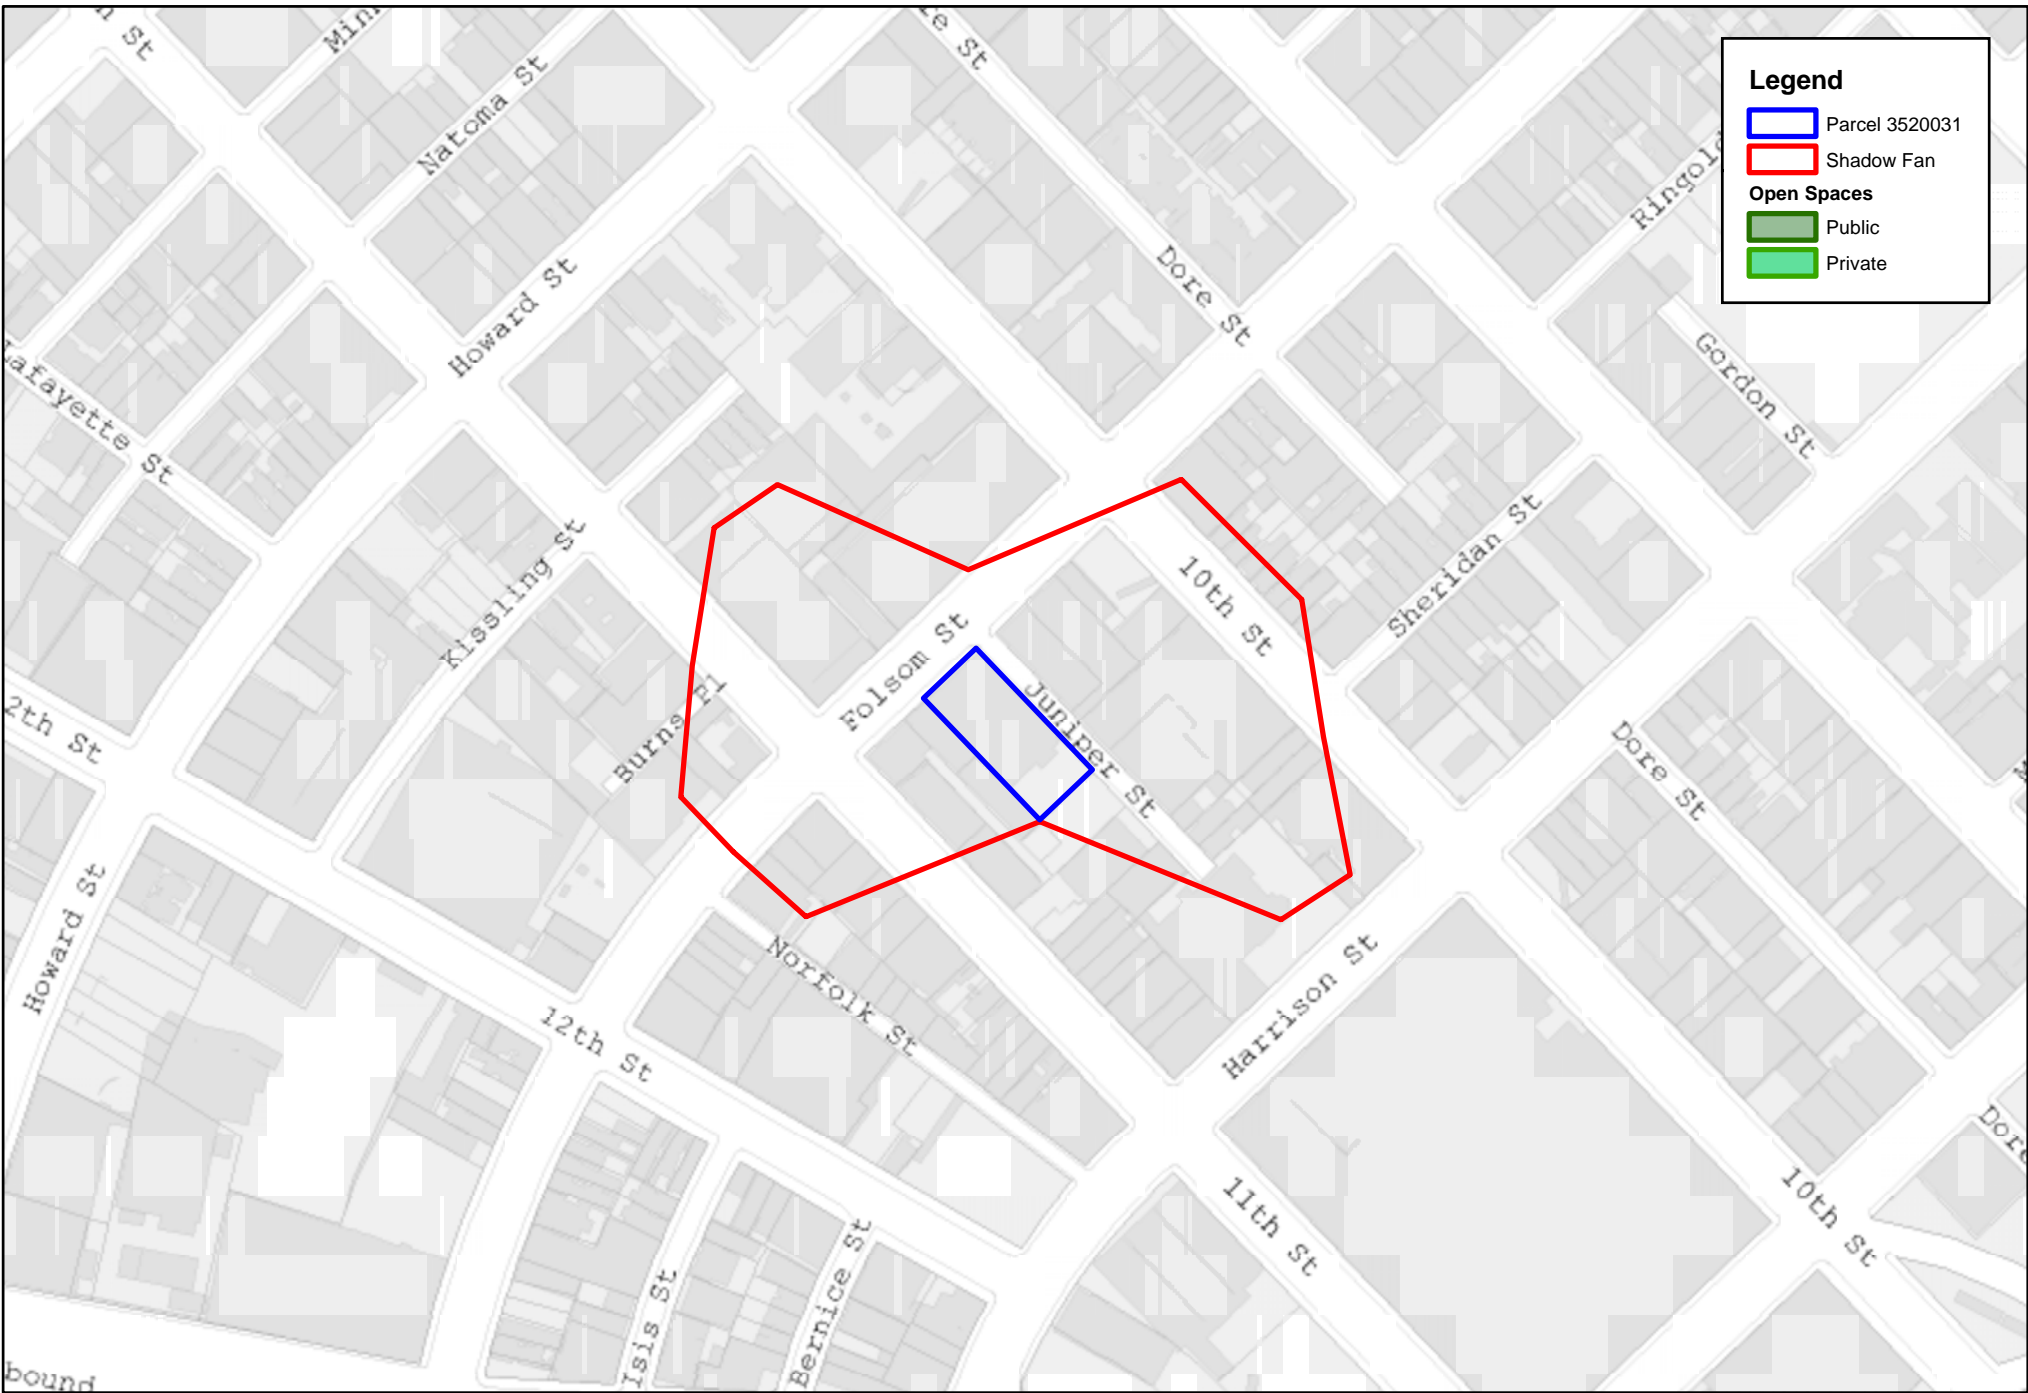 St
Natoma St
St
Legend
Parcel 3520031
Shadow Fan
Open Spaces
Public
Private
Howard St
Dore St
Gordon St
Lafayette St
Kissling St
Sheridan St
10th St
Folsom St
Burns Pl
Juniper St
Dore St
Howard St
Norfolk St
Harrison St
12th St
11th St
10th St
Isis St
Bernice St
bound